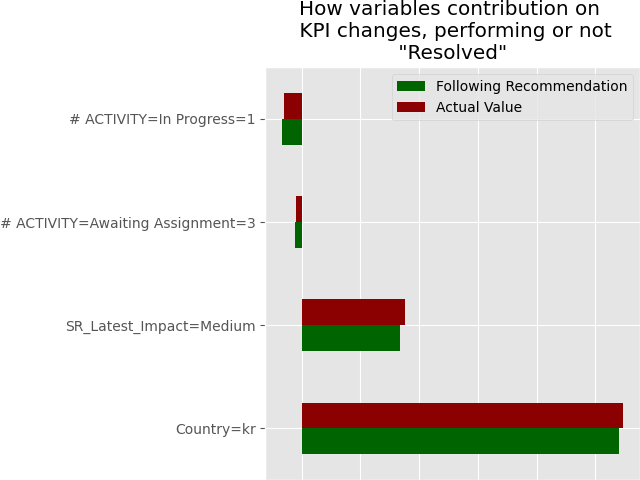 How variables contribution on
KPI changes, performing or not
"Resolved"
Following Recommendation
Actual Value
# ACTIVITY=In Progress=1
# ACTIVITY=Awaiting Assignment=3
SR_Latest_Impact=Medium
Country=kr